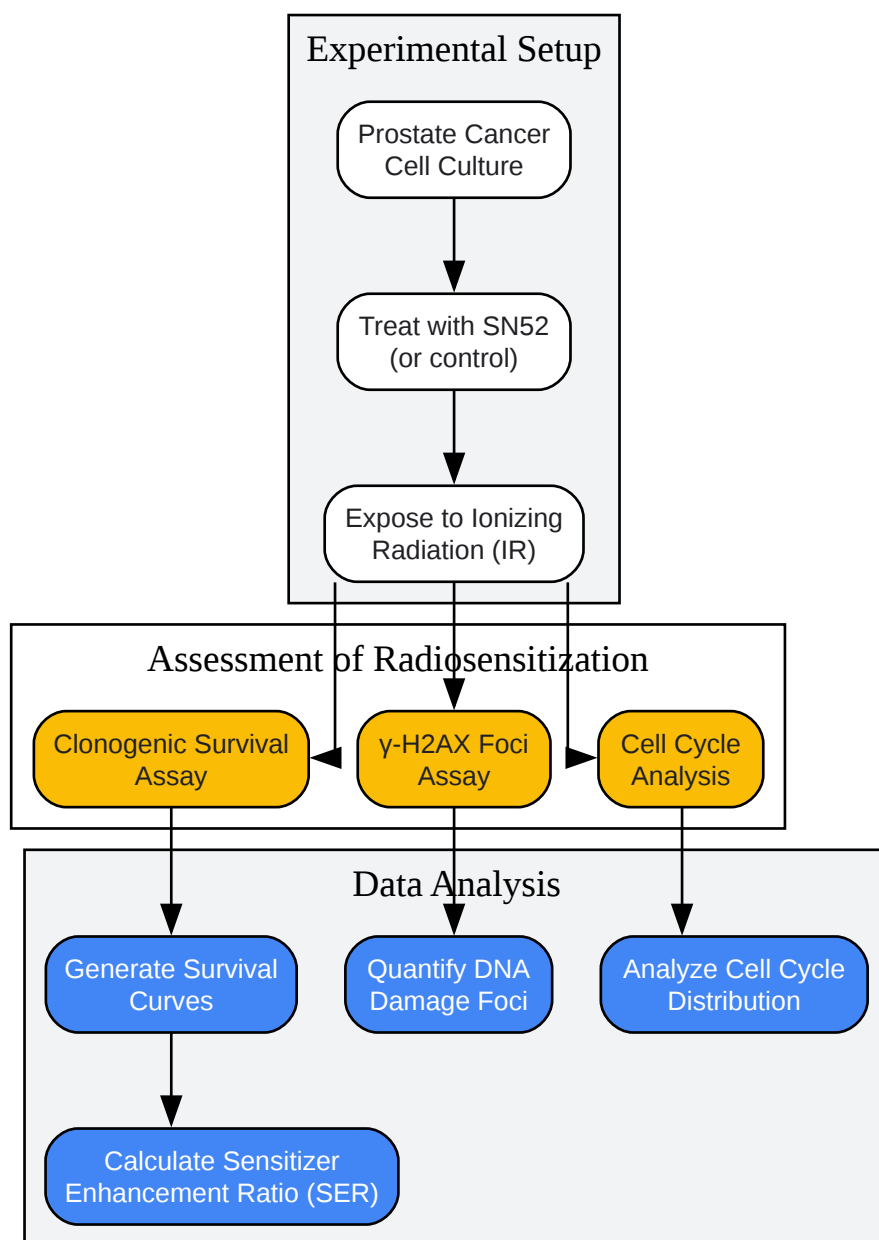 Experimental Setup
Prostate Cancer
Cell Culture
Treat with SN52
(or control)
Expose to Ionizing
Radiation (IR)
Assessment of Radiosensitization
Clonogenic Survival
Assay
γ-H2AX Foci
Assay
Cell Cycle
Analysis
Data Analysis
Generate Survival
Curves
Quantify DNA
Damage Foci
Analyze Cell Cycle
Distribution
Calculate Sensitizer
Enhancement Ratio (SER)